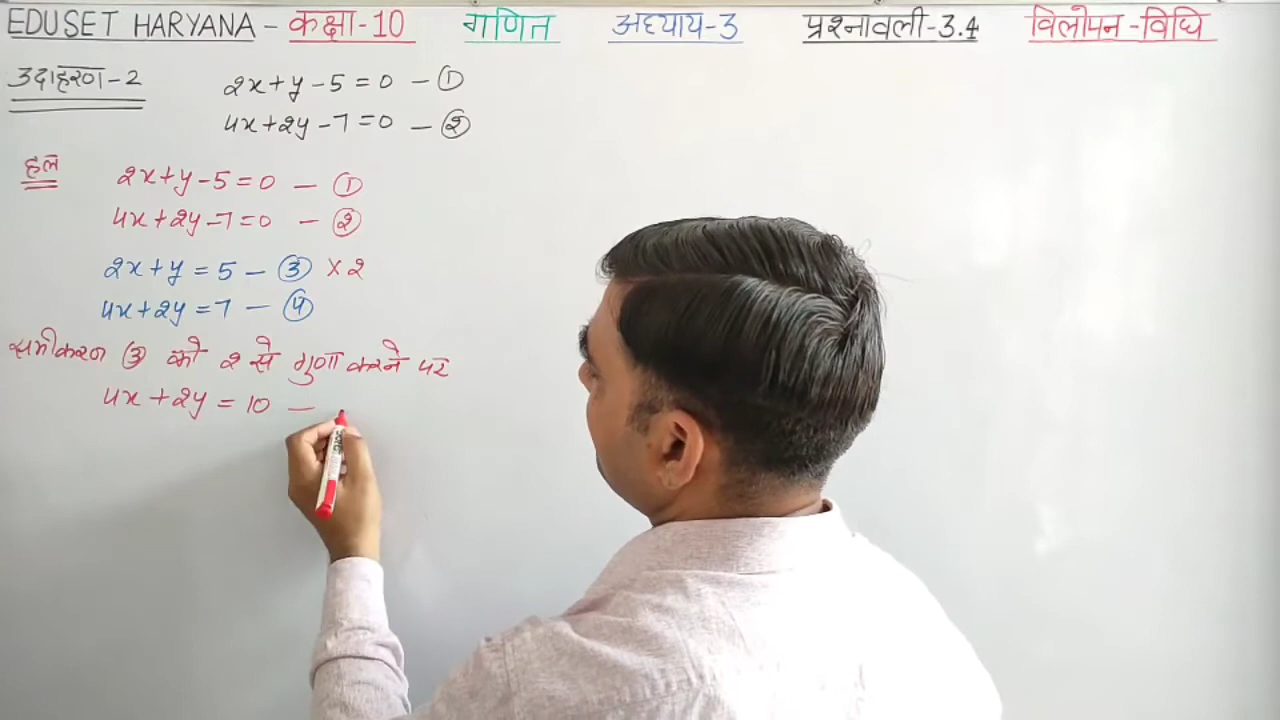 EDUSET HARYANA - कक्षा-10 गणित अध्याय-3 प्रश्नावली-3.4 विलोपन-विधि
उदाहरण-2 2x+y-5=0 - ①
4x+2y-7=0 - ②
हल 2x+y-5=0 - ①
4x+2y-7=0 - ②
2x+y=5 - ③ ×2
4x+2y=7 - ④
समीकरण ③ को 2 से गुणा करने पर
4x+2y=10 -